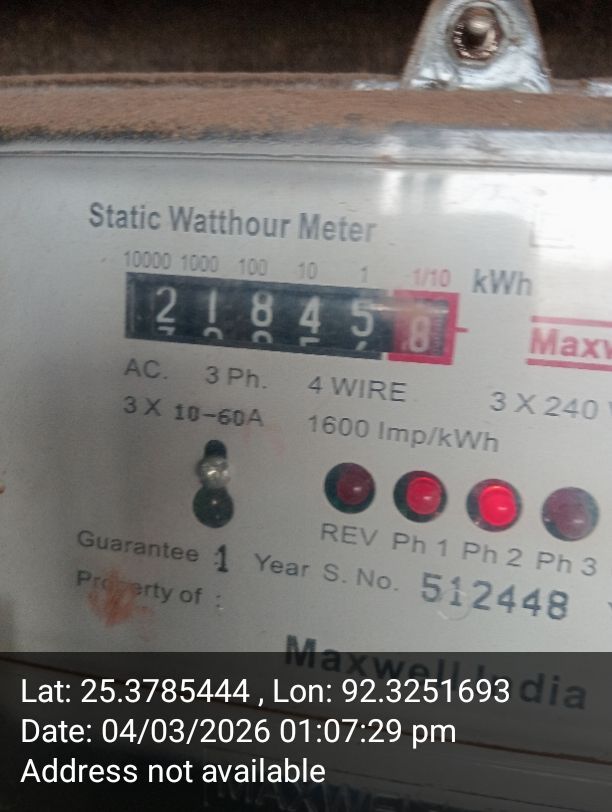 Static Watthour Meter
10000 1000 100 10 1 1/10 kWh
2 1 8 4 5 8
Maxw
AC. 3 Ph. 4 WIRE 3 X 240
3 X 10-60A 1600 Imp/kWh
REV Ph 1 Ph 2 Ph 3
Guarantee 1 Year S. No. 512448
Property of :
Maxwell India
Lat: 25.3785444 , Lon: 92.3251693
Date: 04/03/2026 01:07:29 pm
Address not available